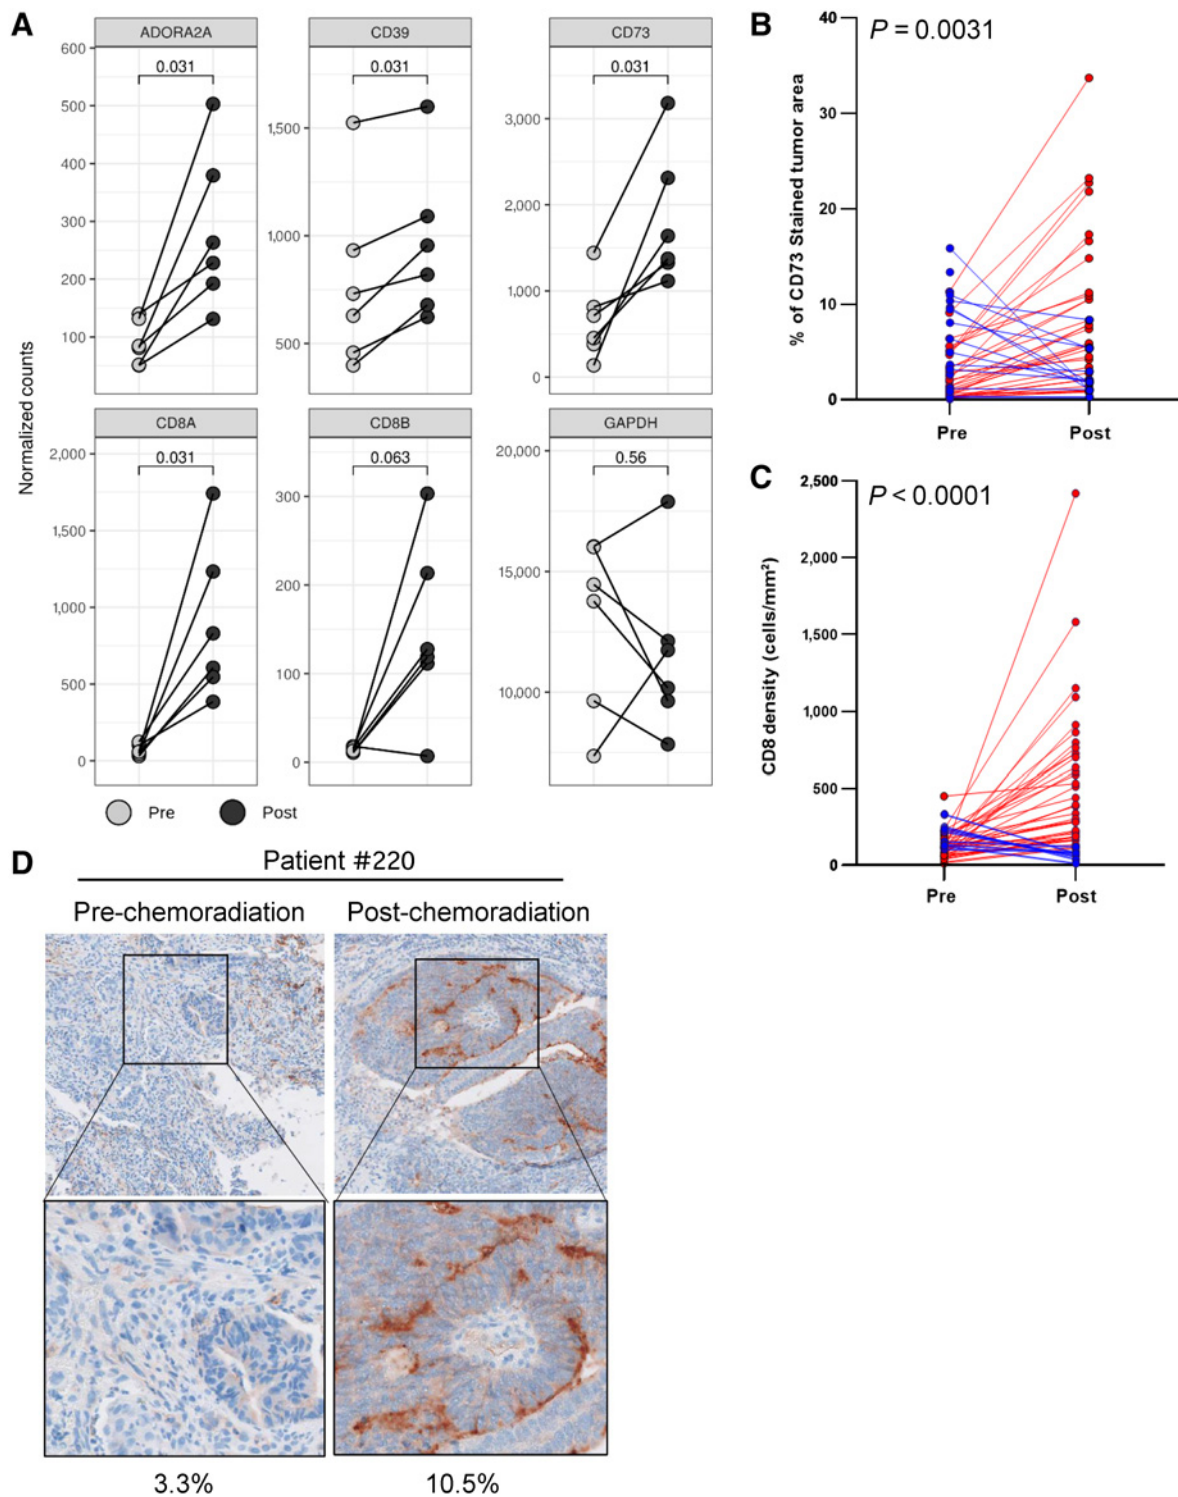 A
ADORA2A
CD39
CD73
600
500
400
300
200
100
0.031
1,500
1,000
500
0.031
3,000
2,000
1,000
0
0.031
Normalized counts
CD8A
CD8B
GAPDH
2,000
1,500
1,000
500
0
0.031
300
200
100
0
0.063
20,000
15,000
10,000
0.56
Pre
Post
B
P = 0.0031
40
30
20
10
0
% of CD73 Stained tumor area
Pre
Post
C
P < 0.0001
2,500
2,000
1,500
1,000
500
0
CD8 density (cells/mm²)
Pre
Post
D
Patient #220
Pre-chemoradiation
Post-chemoradiation
3.3%
10.5%